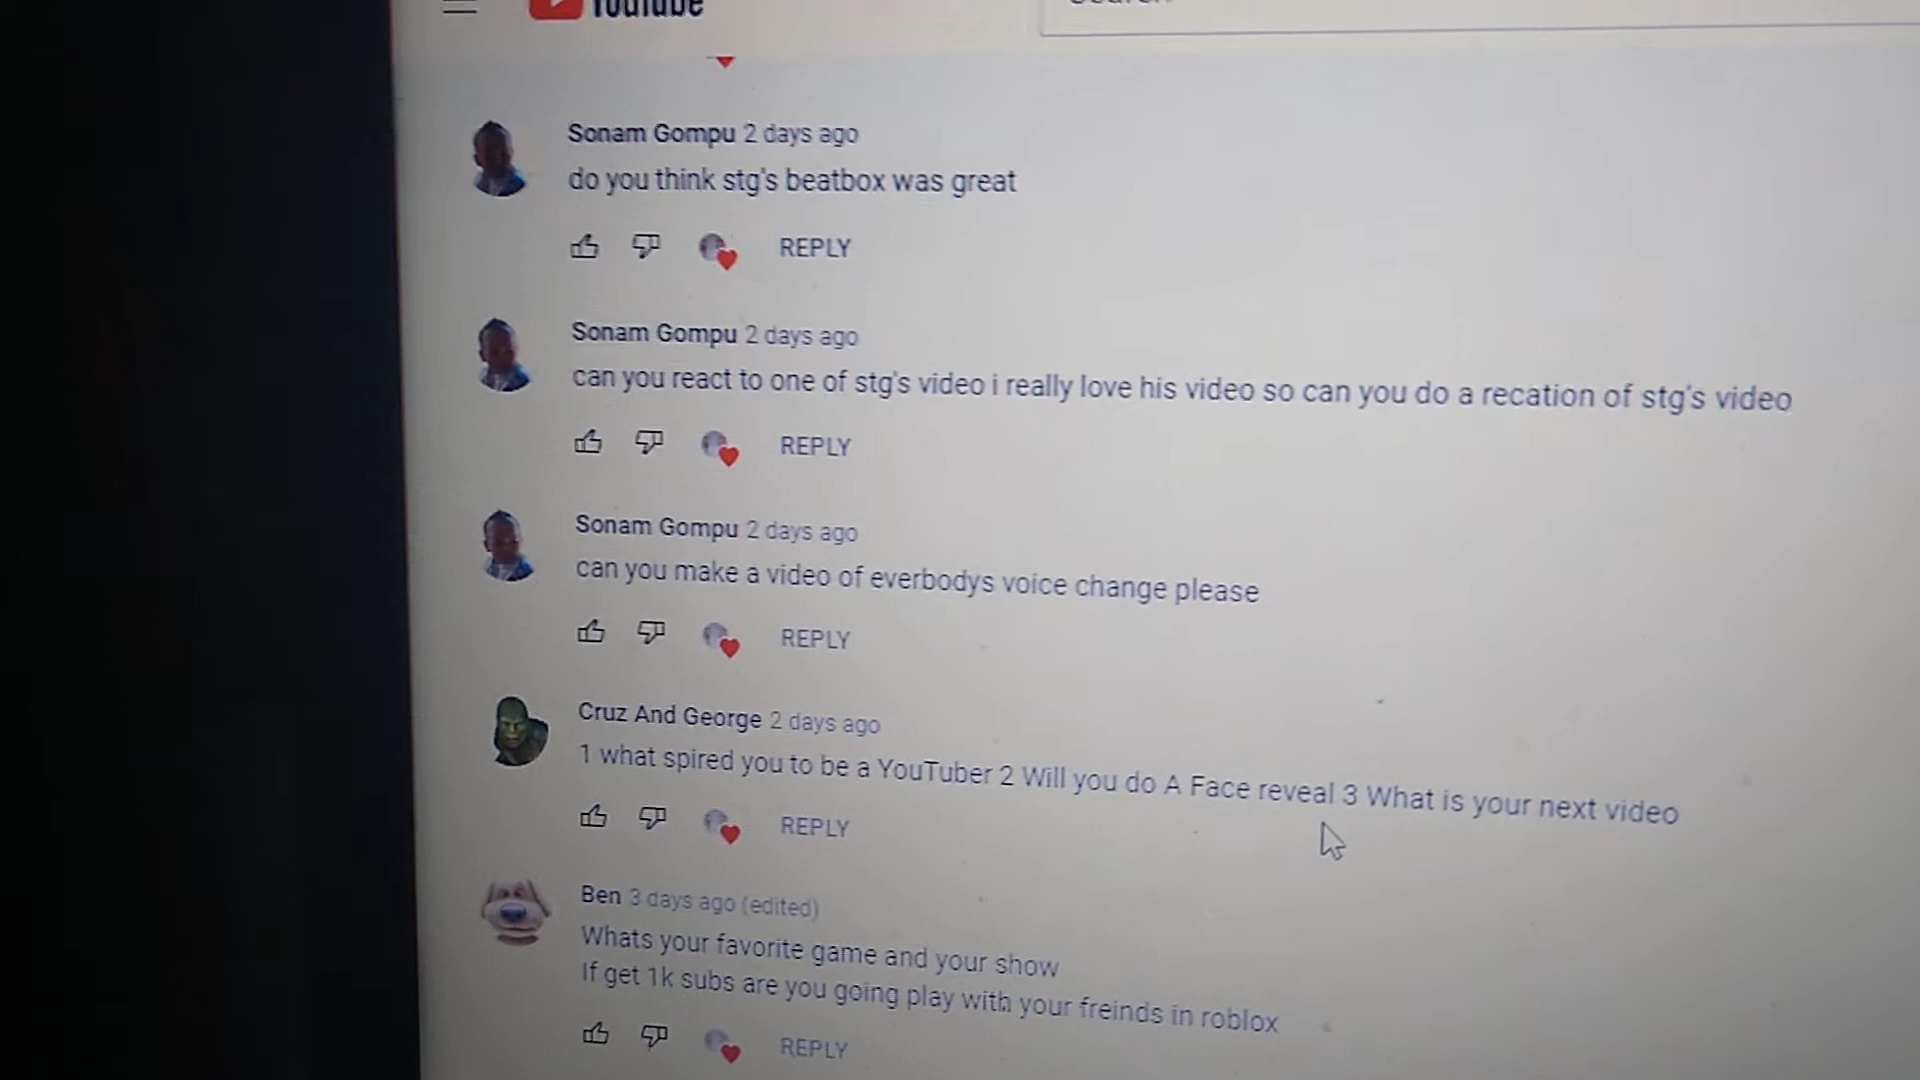 YouTube
Sonam Gompu 2 days ago
do you think stg's beatbox was great
REPLY
Sonam Gompu 2 days ago
can you react to one of stg's video i really love his video so can you do a recation of stg's video
REPLY
Sonam Gompu 2 days ago
can you make a video of everbodys voice change please
REPLY
Cruz And George 2 days ago
1 what spired you to be a YouTuber 2 Will you do A Face reveal 3 What is your next video
REPLY
Ben 3 days ago (edited)
Whats your favorite game and your show
If get 1k subs are you going play with your freinds in roblox
REPLY